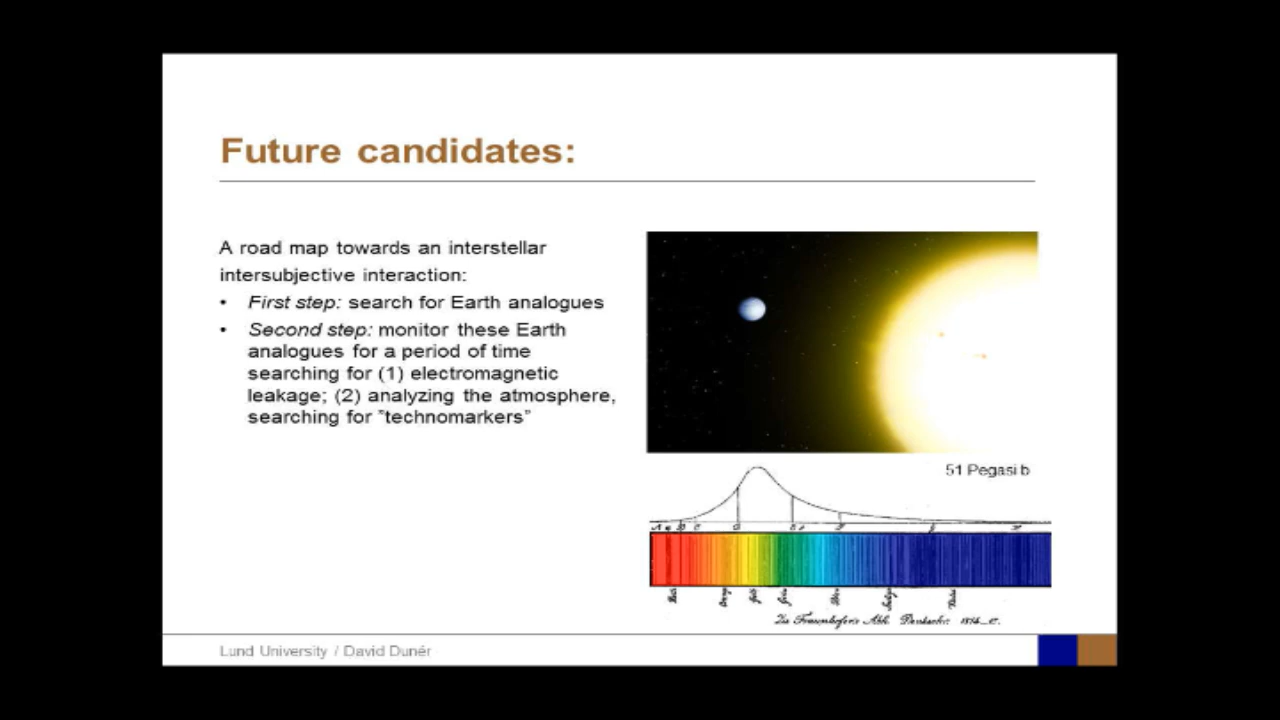 Future candidates:
A road map towards an interstellar
intersubjective interaction:
• First step: search for Earth analogues
• Second step: monitor these Earth
analogues for a period of time
searching for (1) electromagnetic
leakage; (2) analyzing the atmosphere,
searching for ”technomarkers”
51 Pegasi b
Lund University / David Dunér